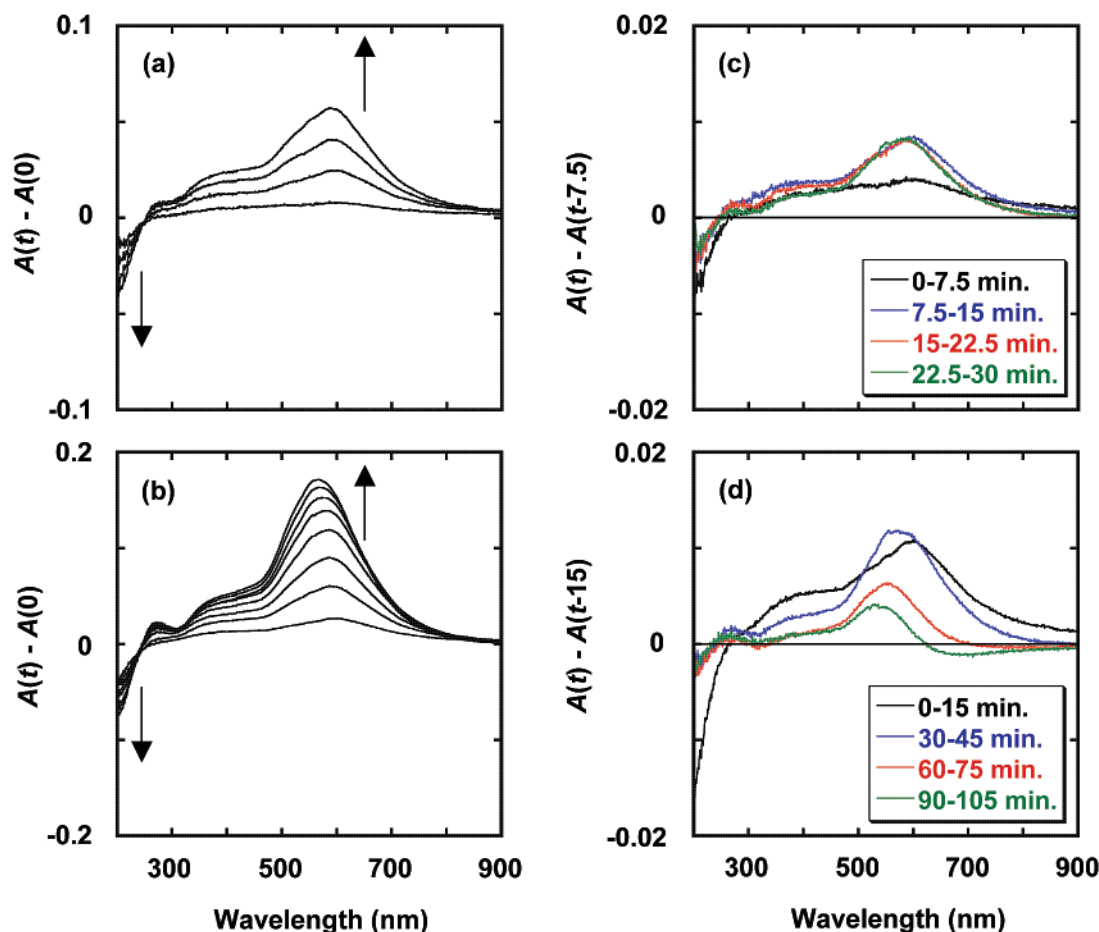 0.1
(a)
A(t) - A(0)
0
-0.1
0.02
(c)
A(t) - A(t-7.5)
0
0-7.5 min.
7.5-15 min.
15-22.5 min.
22.5-30 min.
-0.02
0.2
(b)
A(t) - A(0)
0
-0.2
300 500 700 900
Wavelength (nm)
0.02
(d)
A(t) - A(t-15)
0
0-15 min.
30-45 min.
60-75 min.
90-105 min.
-0.02
300 500 700 900
Wavelength (nm)